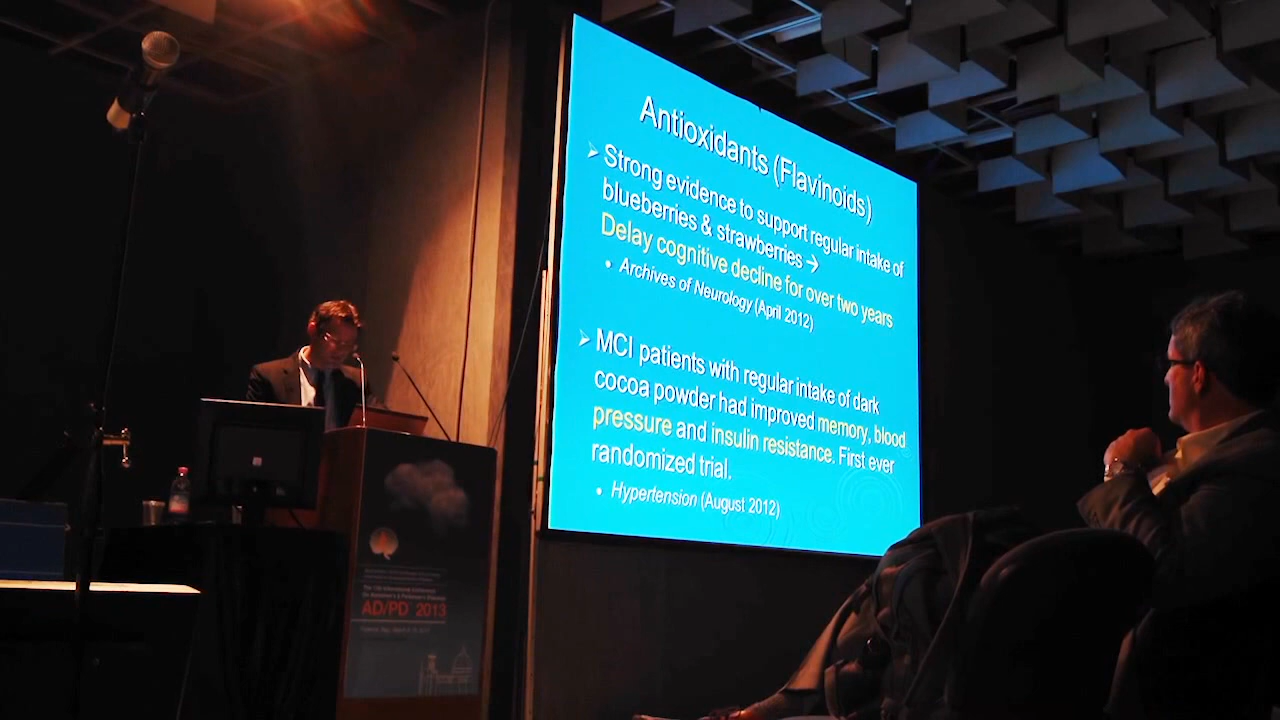 Antioxidants (Flavinoids)
➢ Strong evidence to support regular intake of
blueberries & strawberries →
Delay cognitive decline for over two years
• Archives of Neurology (April 2012)
➢ MCI patients with regular intake of dark
cocoa powder had improved memory, blood
pressure and insulin resistance. First ever
randomized trial.
• Hypertension (August 2012)
AD/PD 2013